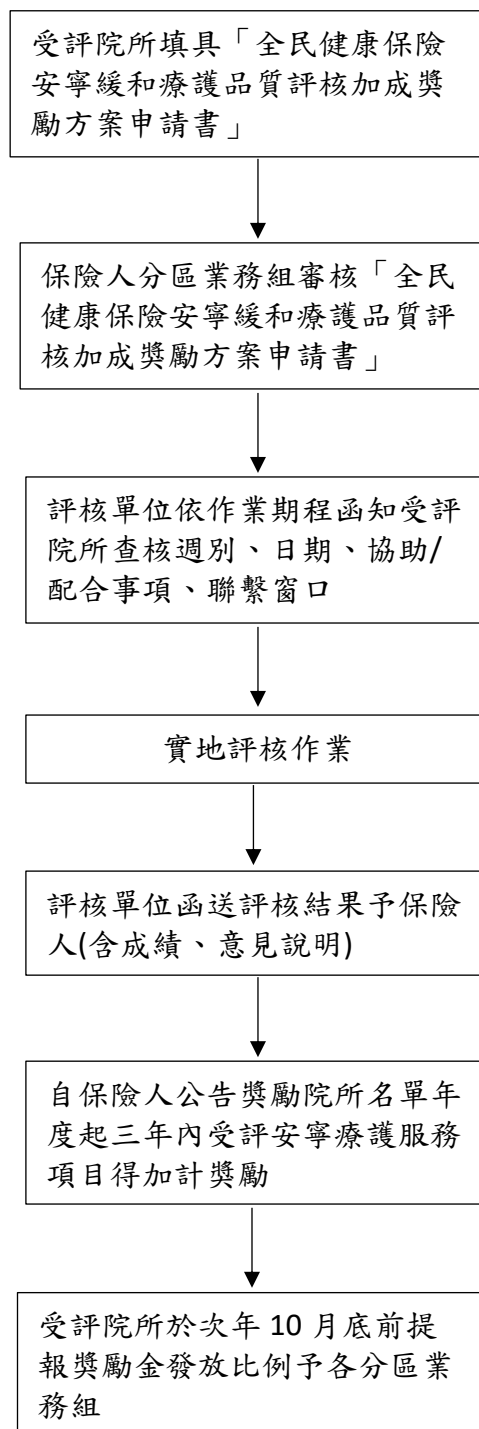 受評院所填具「全民健康保險
安寧緩和療護品質評核加成獎
勵方案申請書」
保險人分區業務組審核「全民
健康保險安寧緩和療護品質評
核加成獎勵方案申請書」
評核單位依作業期程函知受評
院所查核週別、日期、協助/
配合事項、聯繫窗口
實地評核作業
評核單位函送評核結果予保險
人(含成績、意見說明)
自保險人公告獎勵院所名單年
度起三年內受評安寧療護服務
項目得加計獎勵
受評院所於次年 10 月底前提
報獎勵金發放比例予各分區業
務組